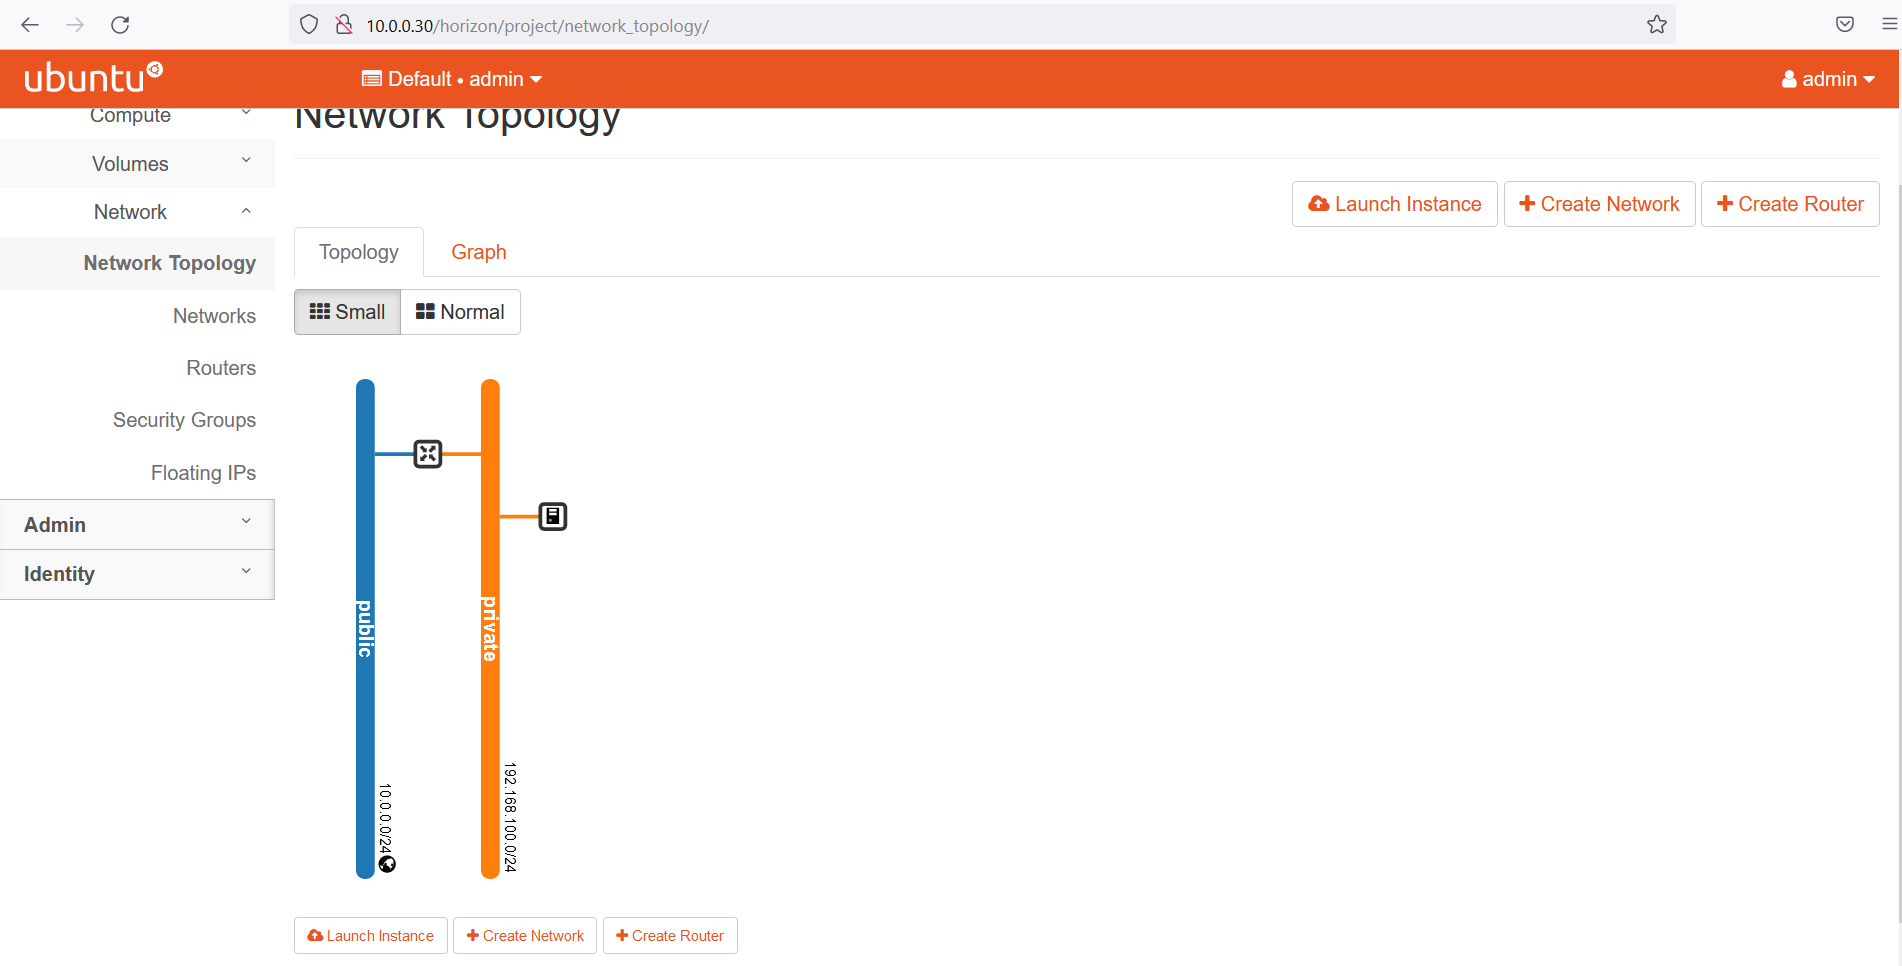 10.0.0.30/horizon/project/network_topology/
ubuntu
Default • admin
admin
Compute
Volumes
Network
Network Topology
Networks
Routers
Security Groups
Floating IPs
Admin
Identity
Network Topology
Launch Instance
Create Network
Create Router
Topology
Graph
Small
Normal
public
10.0.0.0/24
private
192.168.100.0/24
Launch Instance
Create Network
Create Router